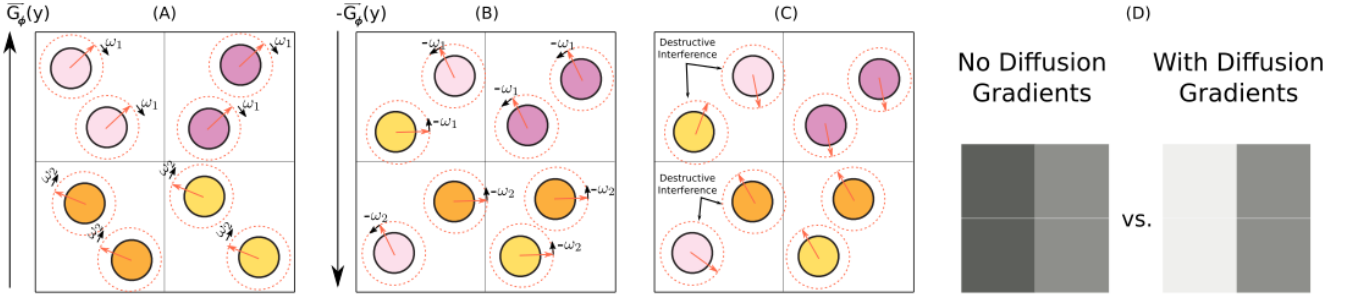 G⃗ϕ(y) (A) -G⃗ϕ(y) (B) (C) (D)
ω1 ω1
ω1 ω1
ω2 ω2
ω2 ω2
-ω1 -ω1
-ω1
-ω1
-ω2 -ω2
-ω2
-ω2
Destructive
Interference
Destructive
Interference
No Diffusion
Gradients
vs.
With Diffusion
Gradients